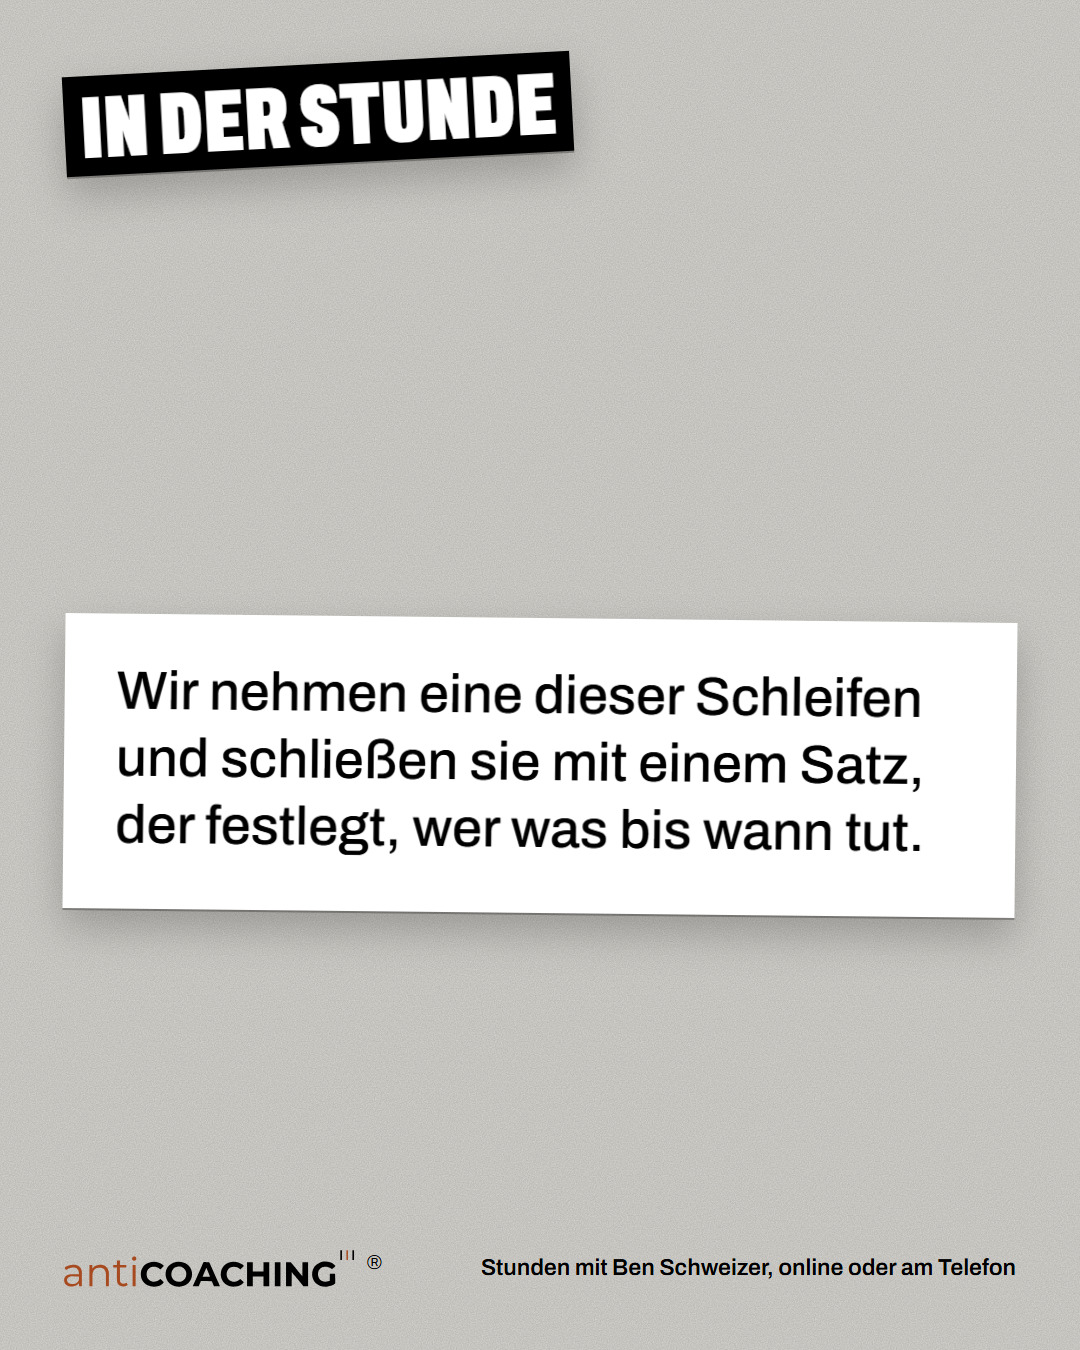 IN DER STUNDE
Wir nehmen eine dieser Schleifen
und schließen sie mit einem Satz,
der festlegt, wer was bis wann tut.
antiCOACHING ®
Stunden mit Ben Schweizer, online oder am Telefon